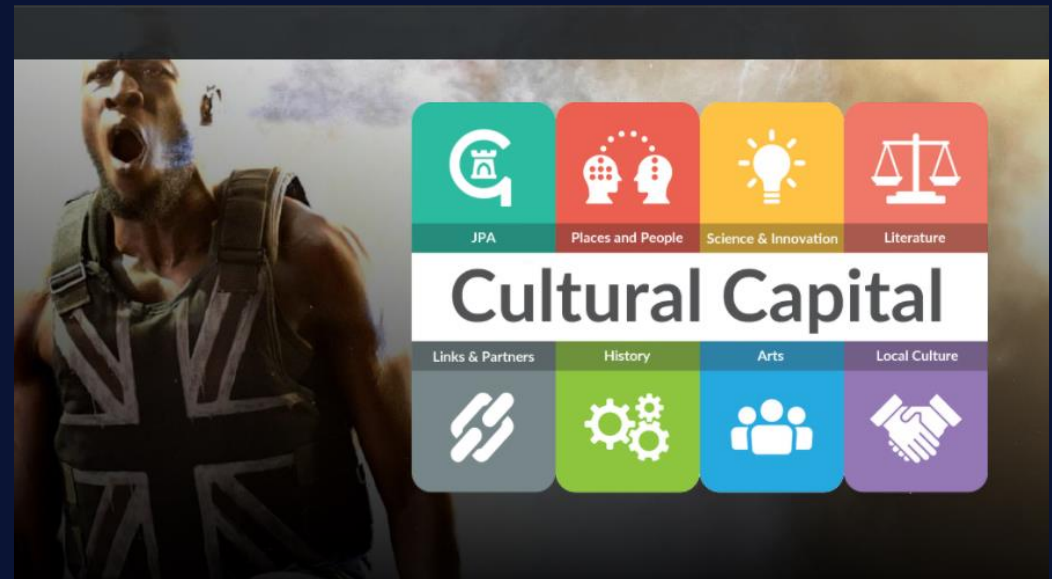 JPA Places and People Science & Innovation Literature
Cultural Capital
Links & Partners History Arts Local Culture